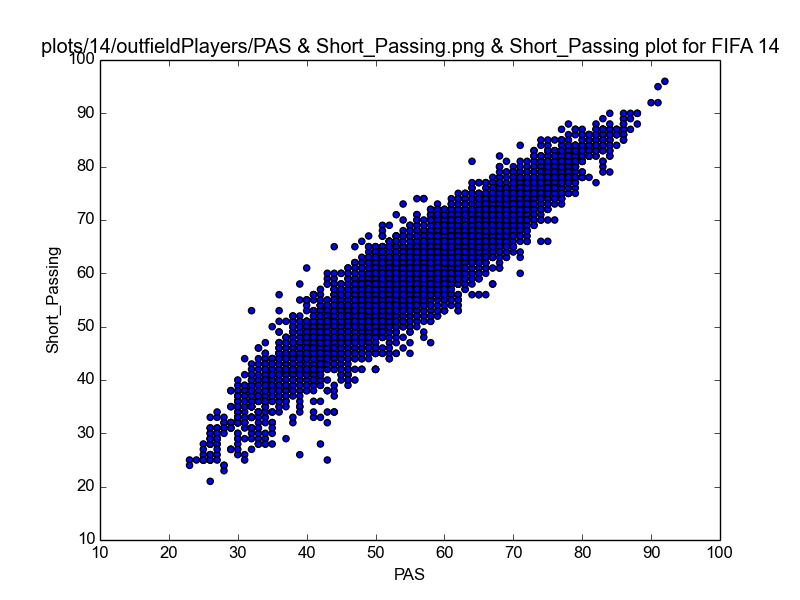 plots/14/outfieldPlayers/PAS & Short_Passing.png & Short_Passing plot for FIFA 14
100
90
80
70
60
50
40
30
20
10
Short_Passing
10 20 30 40 50 60 70 80 90 100
PAS